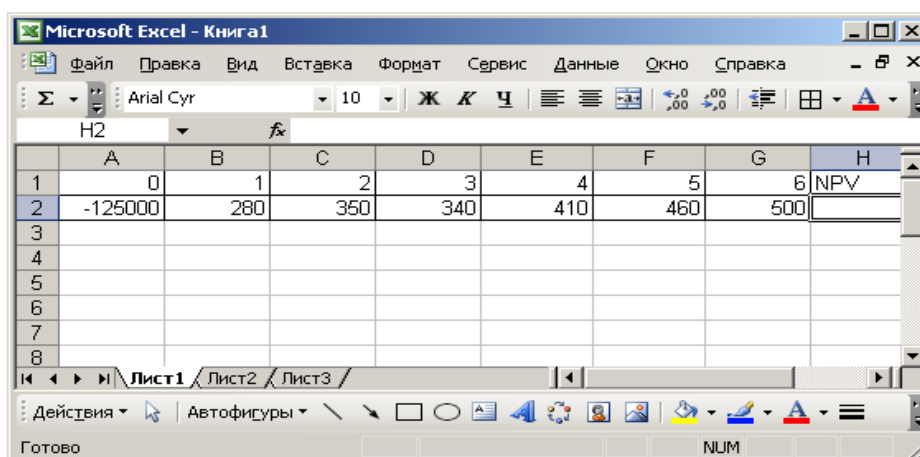 Microsoft Excel - Книга1
Файл Правка Вид Вставка Формат Сервис Данные Окно Справка
Σ Arial Cyr 10 Ж К Ч
H2 fx
A B C D E F G H
1 0 1 2 3 4 5 6 NPV
2 -125000 280 350 340 410 460 500
3
4
5
6
7
8
Лист1 Лист2 Лист3
Действия Автофигуры
Готово NUM